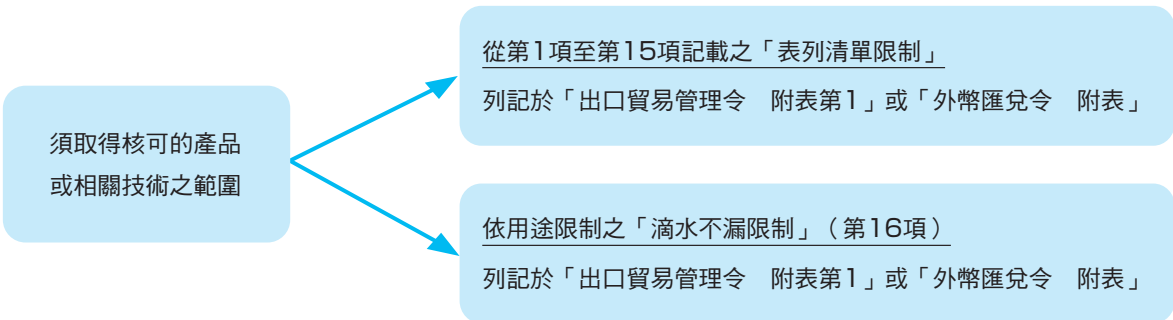 須取得核可的產品
或相關技術之範圍
從第1項至第15項記載之「表列清單限制」
列記於「出口貿易管理令　附表第1」或「外幣匯兌令　附表」
依用途限制之「滴水不漏限制」（第16項）
列記於「出口貿易管理令　附表第1」或「外幣匯兌令　附表」